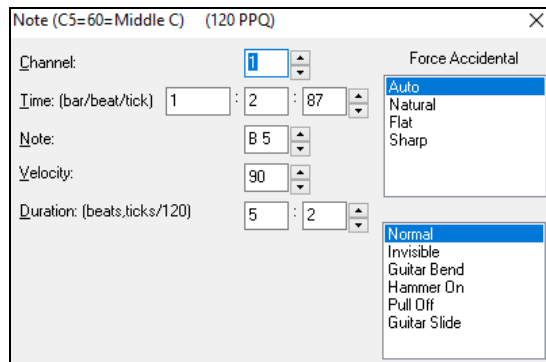 Note (C5=60=Middle C) (120 PPQ)
Channel: 1
Time: (bar/beat/tick) 1 : 2 : 87
Note: B 5
Velocity: 90
Duration: (beats,ticks/120) 5 : 2
Force Accidental
Auto
Natural
Flat
Sharp
Normal
Invisible
Guitar Bend
Hammer On
Pull Off
Guitar Slide